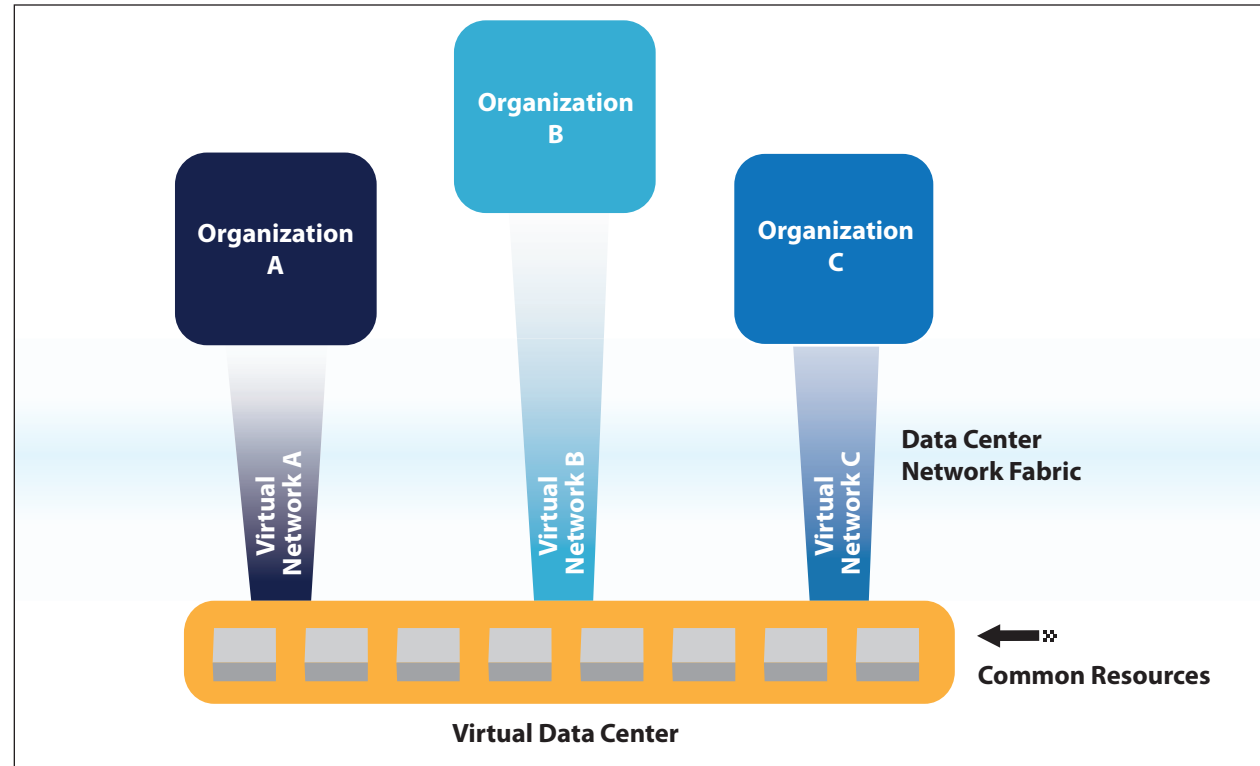 Organization
B
Organization
A
Organization
C
Virtual
Network A
Virtual
Network B
Virtual
Network C
Data Center
Network Fabric
Common Resources
Virtual Data Center